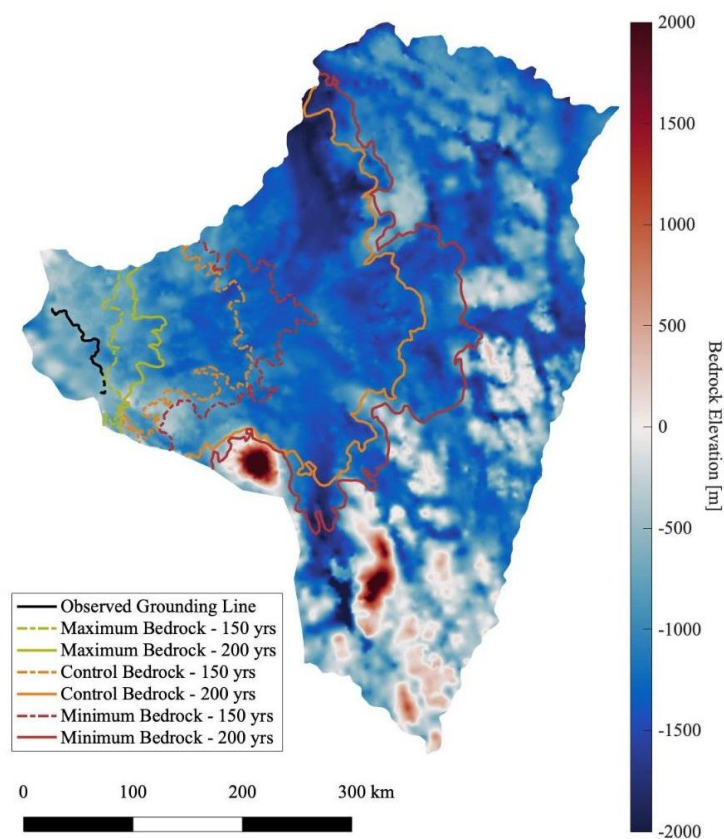 2000
1500
1000
500
0
-500
-1000
-1500
-2000
Bedrock Elevation [m]
Observed Grounding Line
Maximum Bedrock - 150 yrs
Maximum Bedrock - 200 yrs
Control Bedrock - 150 yrs
Control Bedrock - 200 yrs
Minimum Bedrock - 150 yrs
Minimum Bedrock - 200 yrs
0 100 200 300 km